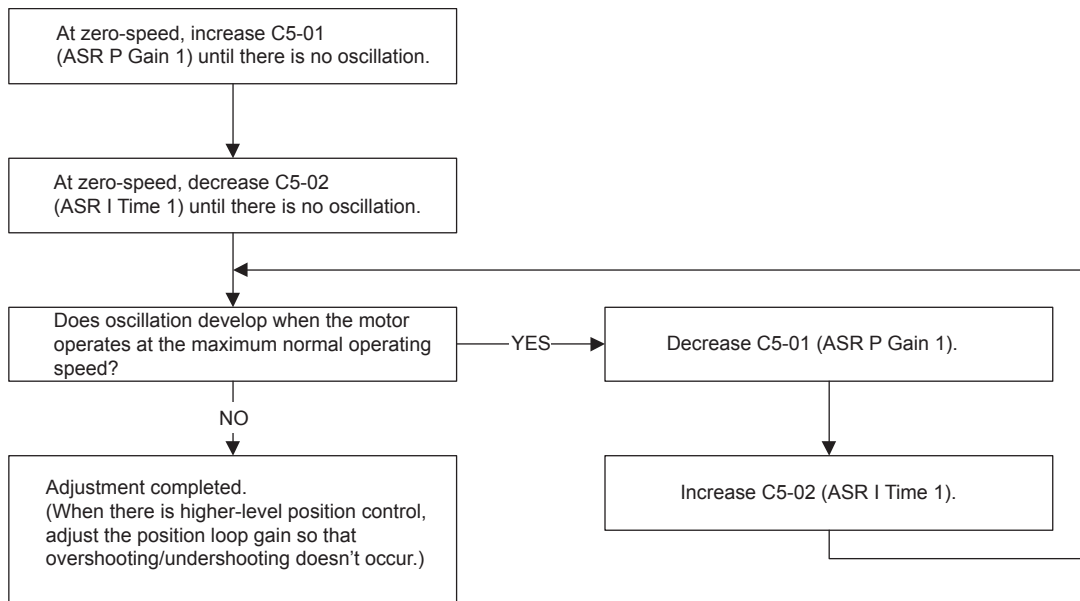 At zero-speed, increase C5-01
(ASR P Gain 1) until there is no oscillation.
At zero-speed, decrease C5-02
(ASR I Time 1) until there is no oscillation.
Does oscillation develop when the motor
operates at the maximum normal operating
speed?
YES
Decrease C5-01 (ASR P Gain 1).
NO
Increase C5-02 (ASR I Time 1).
Adjustment completed.
(When there is higher-level position control,
adjust the position loop gain so that
overshooting/undershooting doesn’t occur.)